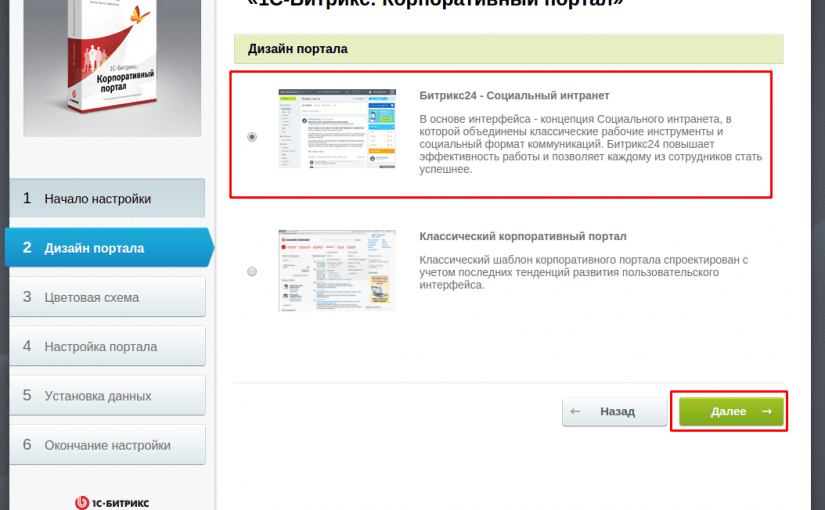 «1С-Битрикс: Корпоративный портал»
Дизайн портала
1С-Битрикс:
Корпоративный
портал
Битрикс24 - Социальный интранет
В основе интерфейса - концепция Социального интранета, в
которой объединены классические рабочие инструменты и
социальный формат коммуникаций. Битрикс24 повышает
эффективность работы и позволяет каждому из сотрудников стать
успешнее.
1 Начало настройки
2 Дизайн портала
3 Цветовая схема
4 Настройка портала
5 Установка данных
6 Окончание настройки
Классический корпоративный портал
Классический шаблон корпоративного портала спроектирован с
учетом последних тенденций развития пользовательского
интерфейса.
← Назад
Далее →
1С-БИТРИКС